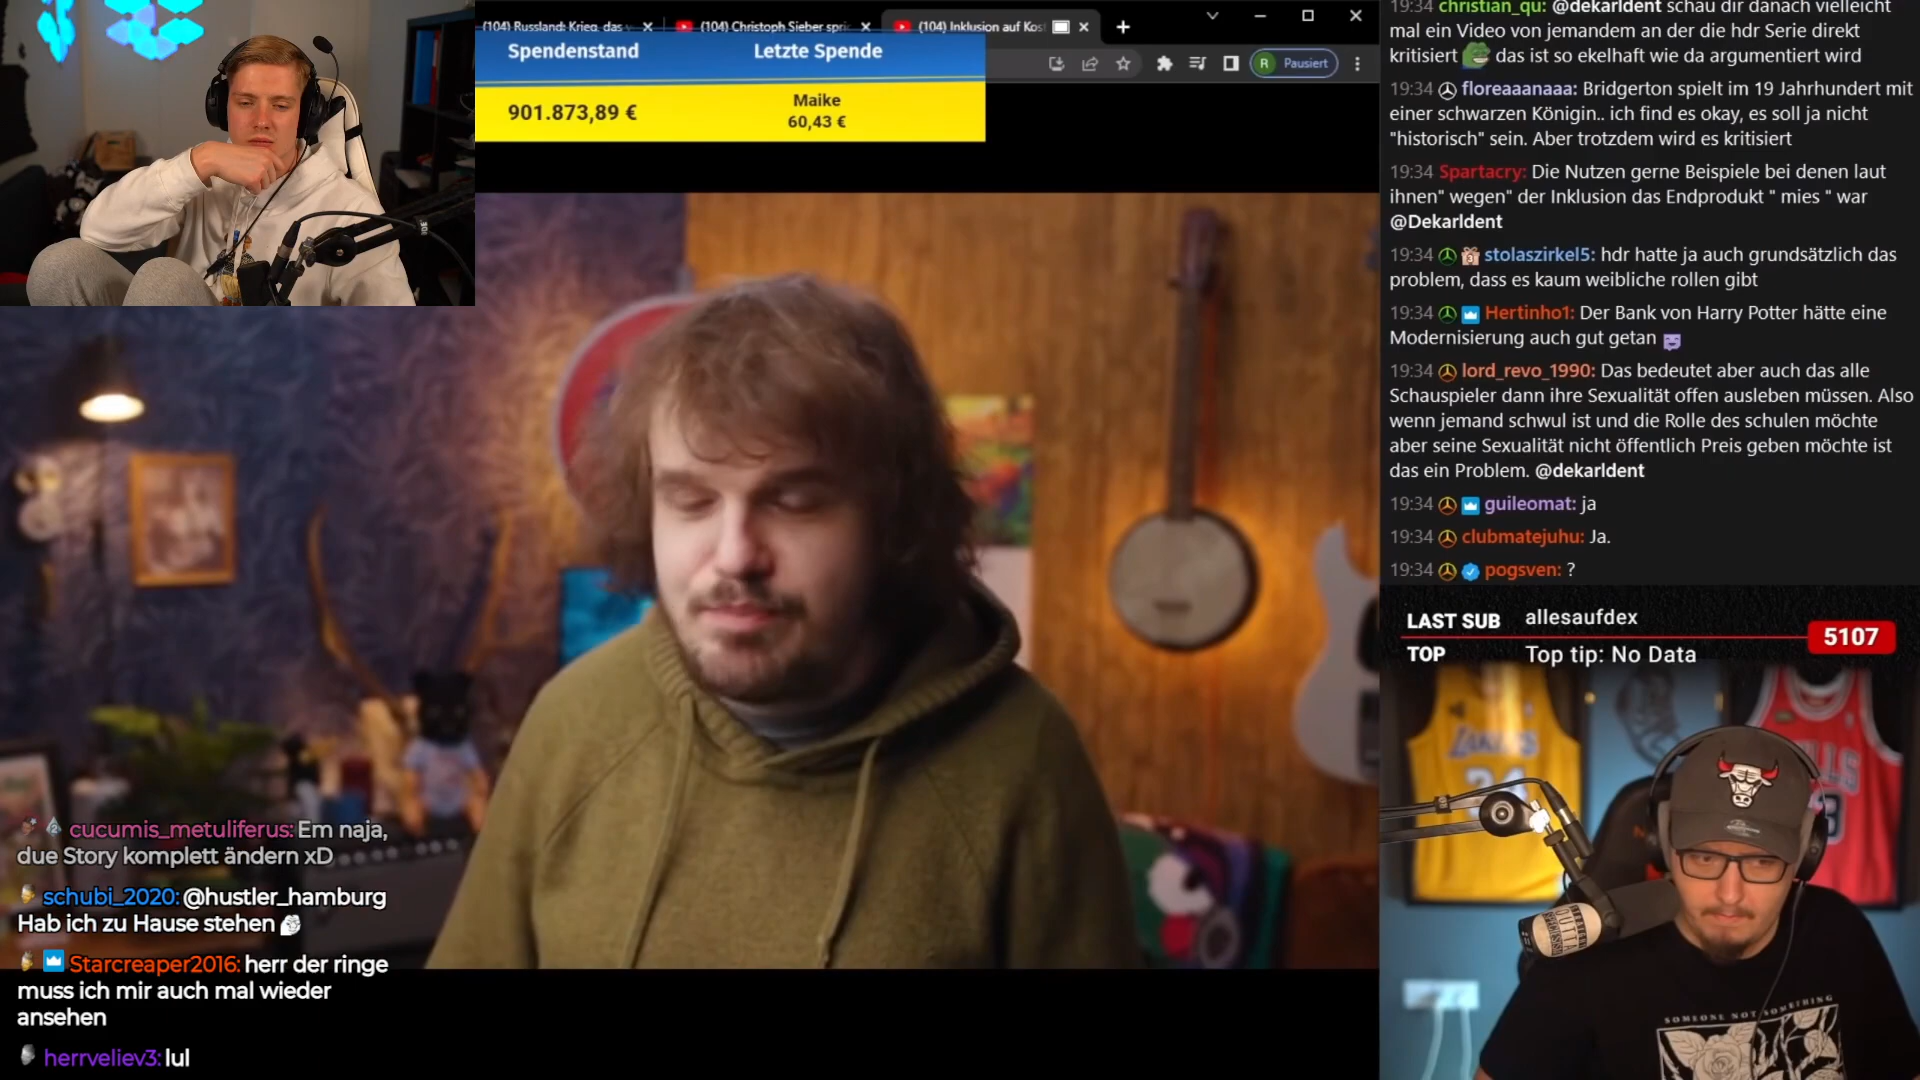 (104) Russland: Krieg, das
(104) Christoph Sieber spri
(104) Inklusion auf Kos
Spendenstand
Letzte Spende
R Pausiert
901.873,89 €
Maike
60,43 €
19:34 christian_qu: @dekarldent schau dir danach vielleicht
mal ein Video von jemandem an der die hdr Serie direkt
kritisiert das ist so ekelhaft wie da argumentiert wird
19:34 floreaaanaaa: Bridgerton spielt im 19 Jahrhundert mit
einer schwarzen Königin.. ich find es okay, es soll ja nicht
"historisch" sein. Aber trotzdem wird es kritisiert
19:34 Spartacry: Die Nutzen gerne Beispiele bei denen laut
ihnen" wegen" der Inklusion das Endprodukt " mies " war
@Dekarldent
19:34 stolaszirkel5: hdr hatte ja auch grundsätzlich das
problem, dass es kaum weibliche rollen gibt
19:34 Hertinho1: Der Bank von Harry Potter hätte eine
Modernisierung auch gut getan
19:34 lord_revo_1990: Das bedeutet aber auch das alle
Schauspieler dann ihre Sexualität offen ausleben müssen. Also
wenn jemand schwul ist und die Rolle des schulen möchte
aber seine Sexualität nicht öffentlich Preis geben möchte ist
das ein Problem. @dekarldent
19:34 guileomat: ja
19:34 clubmatejuhu: Ja.
19:34 pogsven: ?
LAST SUB allesaufdex
5107
TOP Top tip: No Data
LAKERS
24
BULLS
SOMEONE NOT SOMETHING
cucumis_metuliferus: Em naja,
due Story komplett ändern xD
schubi_2020: @hustler_hamburg
Hab ich zu Hause stehen
Starcreaper2016: herr der ringe
muss ich mir auch mal wieder
ansehen
herrveliev3: lul